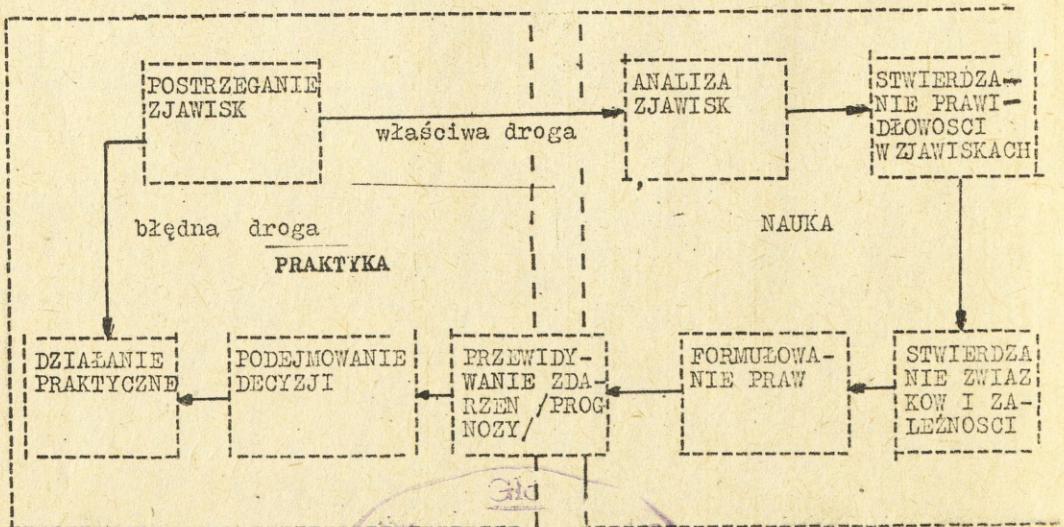 POSTRZEGANIE
ZJAWISK
właściwa droga
ANALIZA
ZJAWISK
STWIERDZA-
NIE PRAWI-
DŁOWOSCI
W ZJAWISKACH
błędna droga
PRAKTYKA
NAUKA
DZIAŁANIE
PRAKTYCZNE
PODEJMOWANIE
DECYZJI
PRZEWIDY-
WANIE ZDA-
RZEN /PROG
NOZY/
FORMUŁOWA-
NIE PRAW
STWIERDZA
NIE ZWIAZ
KOW I ZA-
LEŻNOSCI